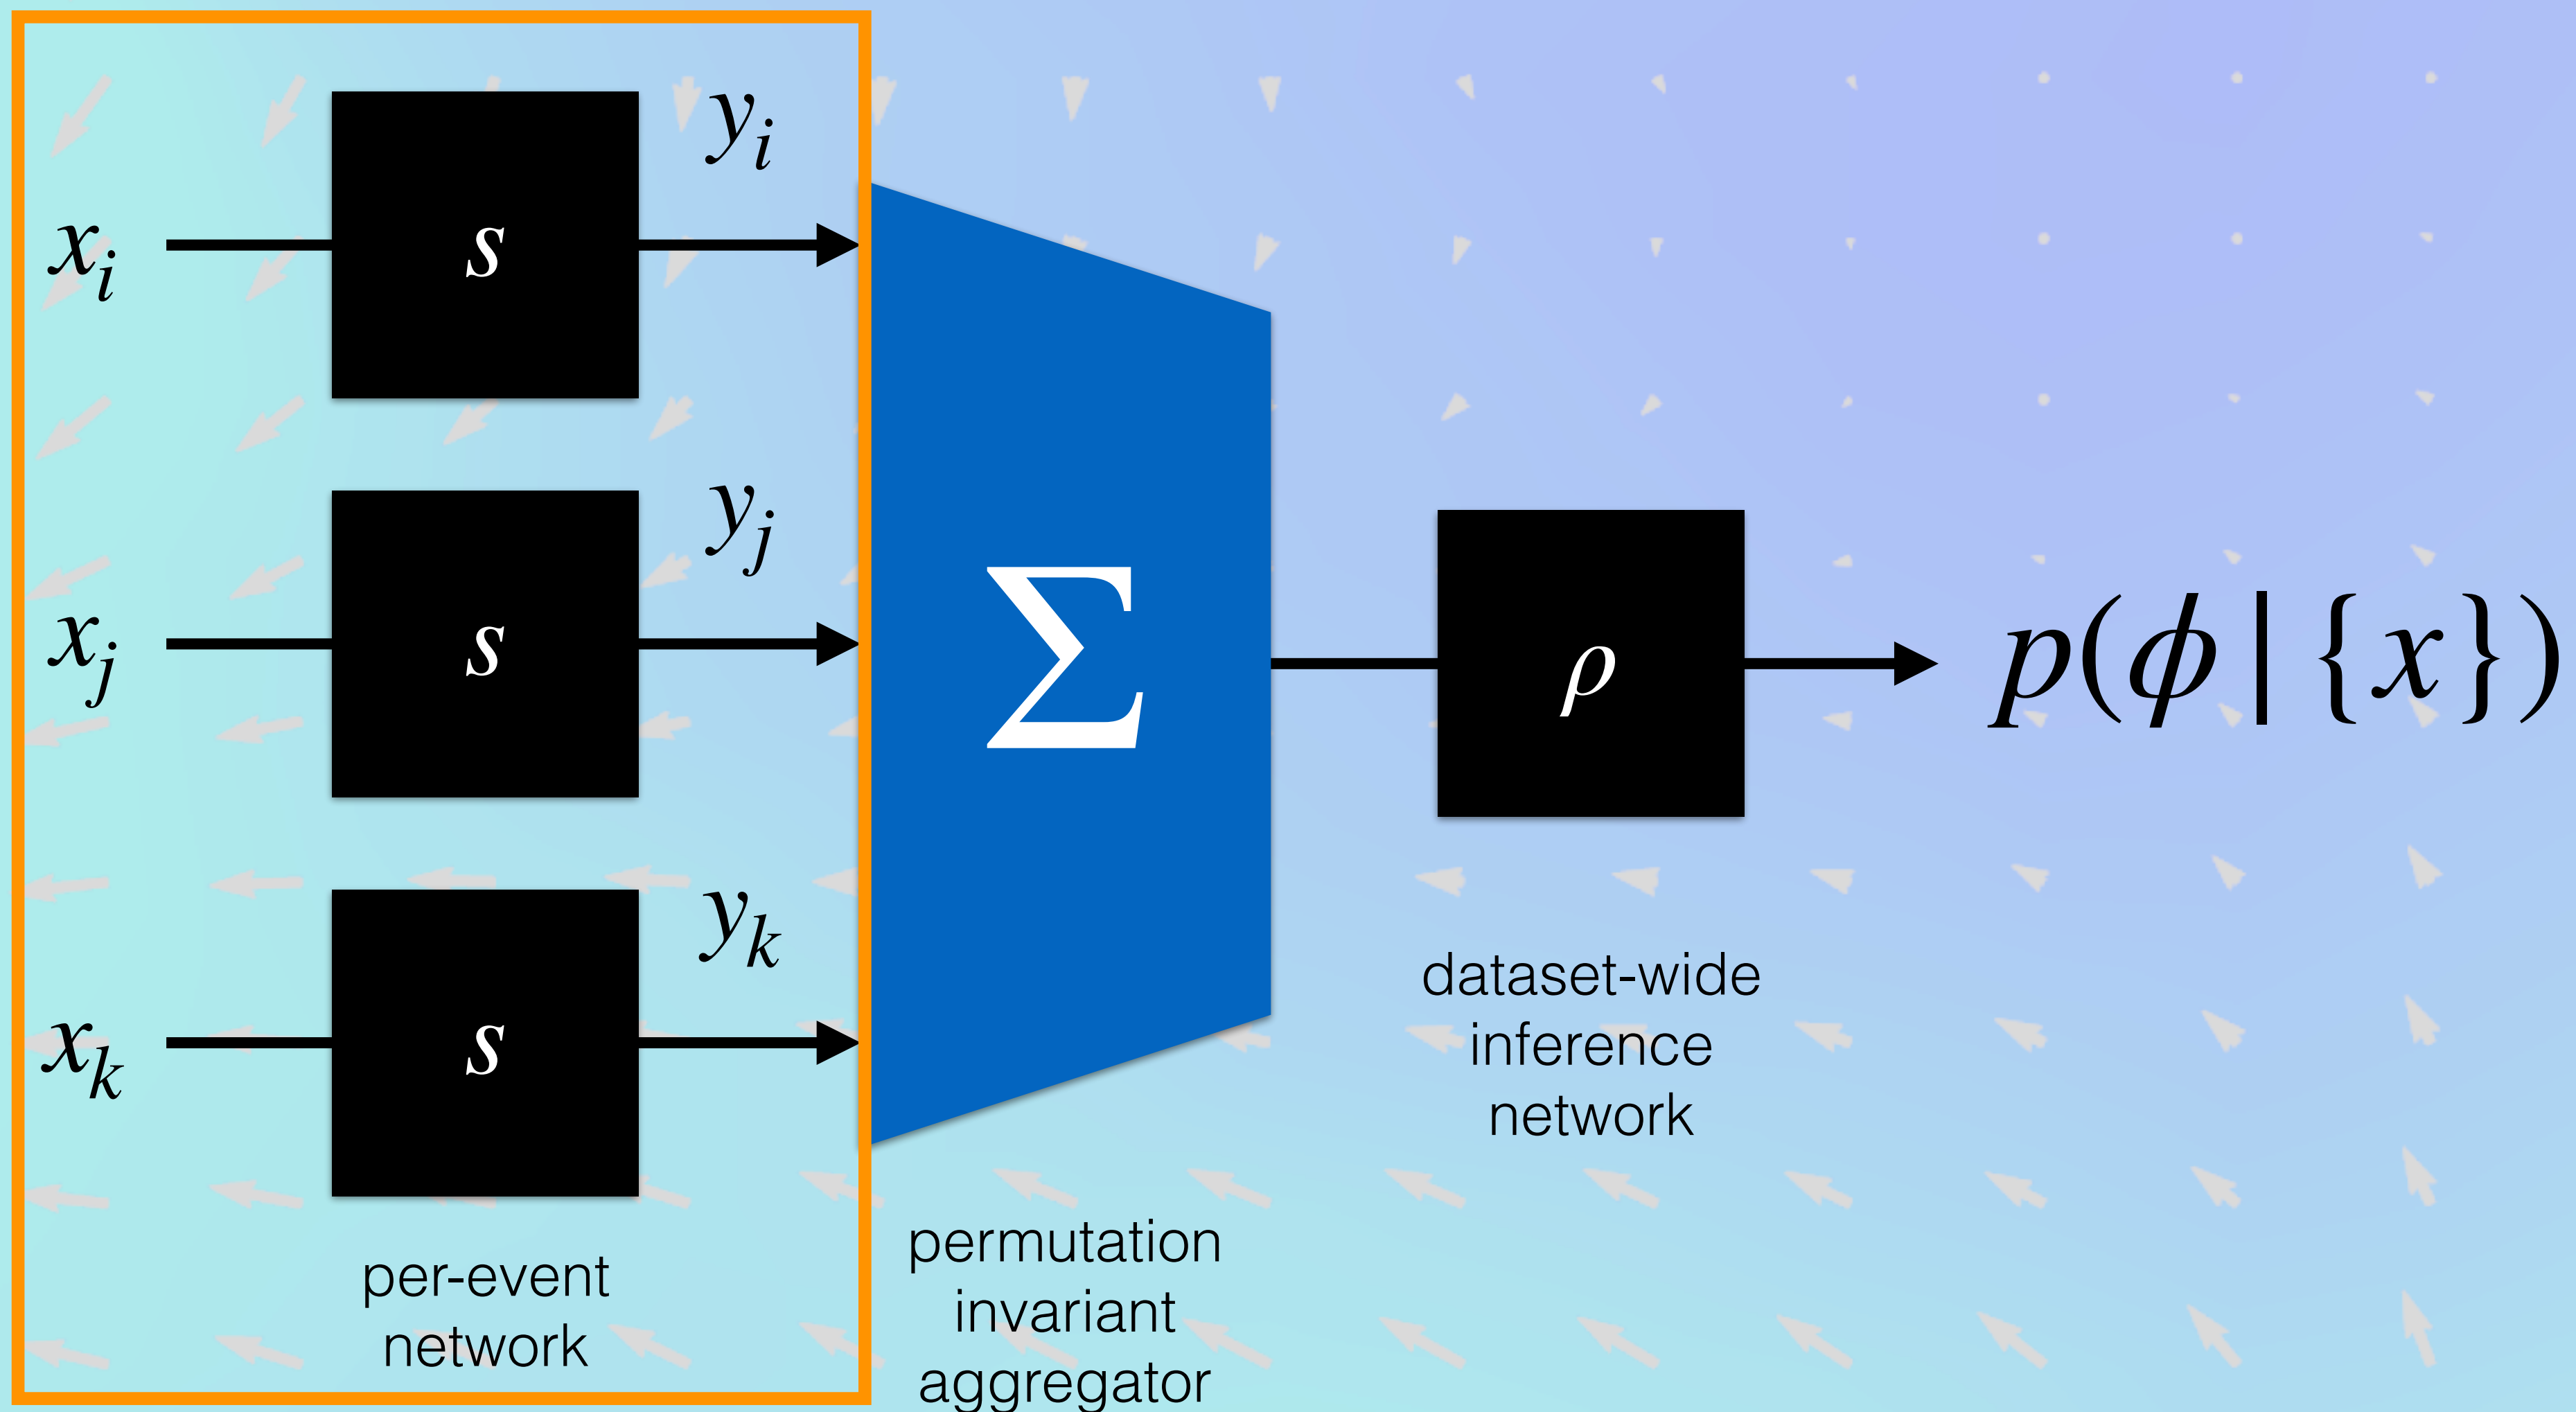 x_i
s
y_i
x_j
s
y_j
x_k
s
y_k
Σ
ρ
p(ϕ | {x})
per-event
network
permutation
invariant
aggregator
dataset-wide
inference
network